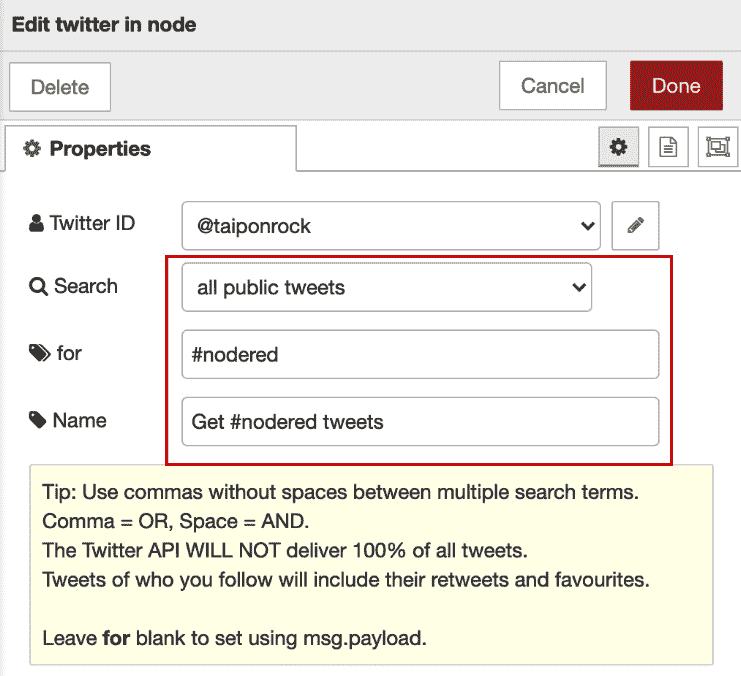 Edit twitter in node
Delete Cancel Done
Properties
Twitter ID @taiponrock
Search all public tweets
for #nodered
Name Get #nodered tweets
Tip: Use commas without spaces between multiple search terms.
Comma = OR, Space = AND.
The Twitter API WILL NOT deliver 100% of all tweets.
Tweets of who you follow will include their retweets and favourites.
Leave for blank to set using msg.payload.